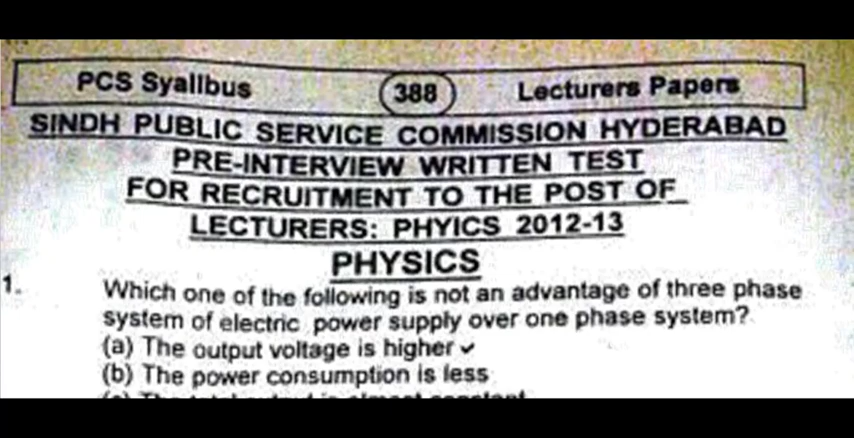 PCS Syallbus 388 Lecturers Papers
SINDH PUBLIC SERVICE COMMISSION HYDERABAD
PRE-INTERVIEW WRITTEN TEST
FOR RECRUITMENT TO THE POST OF
LECTURERS: PHYICS 2012-13
PHYSICS
1. Which one of the following is not an advantage of three phase
system of electric power supply over one phase system?
(a) The output voltage is higher ✓
(b) The power consumption is less